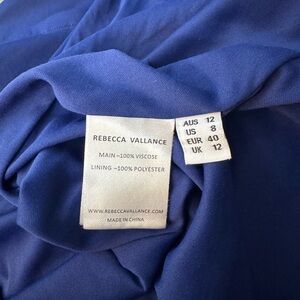 REBECCA VALLANCE
MAIN–100% VISCOSE
LINING –100% POLYESTER
WWW.REBECCAVALLANCE.COM
MADE IN CHINA
AUS 12
US 8
EUR 40
UK 12